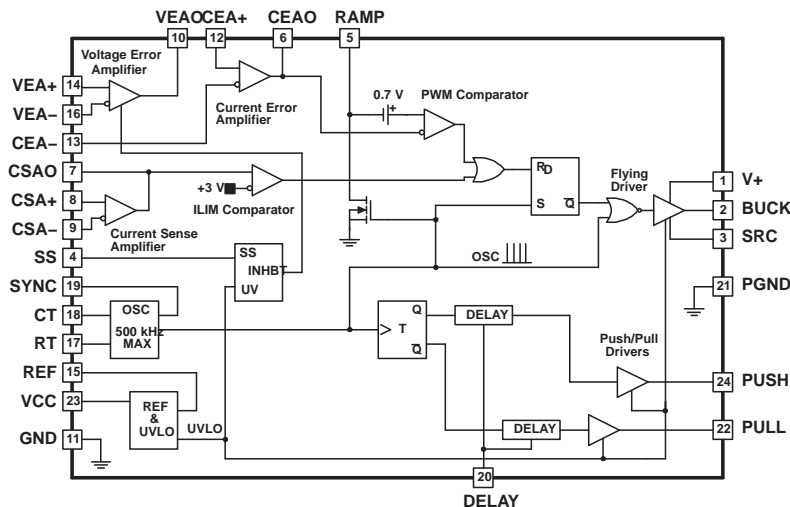 VEAO CEA+ CEAO RAMP
10 12 6 5
Voltage Error
Amplifier
VEA+ 14
VEA− 16
CEA− 13
Current Error
Amplifier
0.7 V
+
PWM Comparator
CSAO 7
CSA+ 8
CSA− 9
Current Sense
Amplifier
+3 V
ILIM Comparator
RD
S Q
Flying
Driver
1 V+
2 BUCK
3 SRC
SS 4
SS
INHBT
UV
OSC
SYNC 19
CT 18
RT 17
OSC
500 kHz
MAX
21 PGND
T
Q
Q
DELAY
Push/Pull
Drivers
REF 15
VCC 23
GND 11
REF
&
UVLO
UVLO
24 PUSH
DELAY
22 PULL
20
DELAY